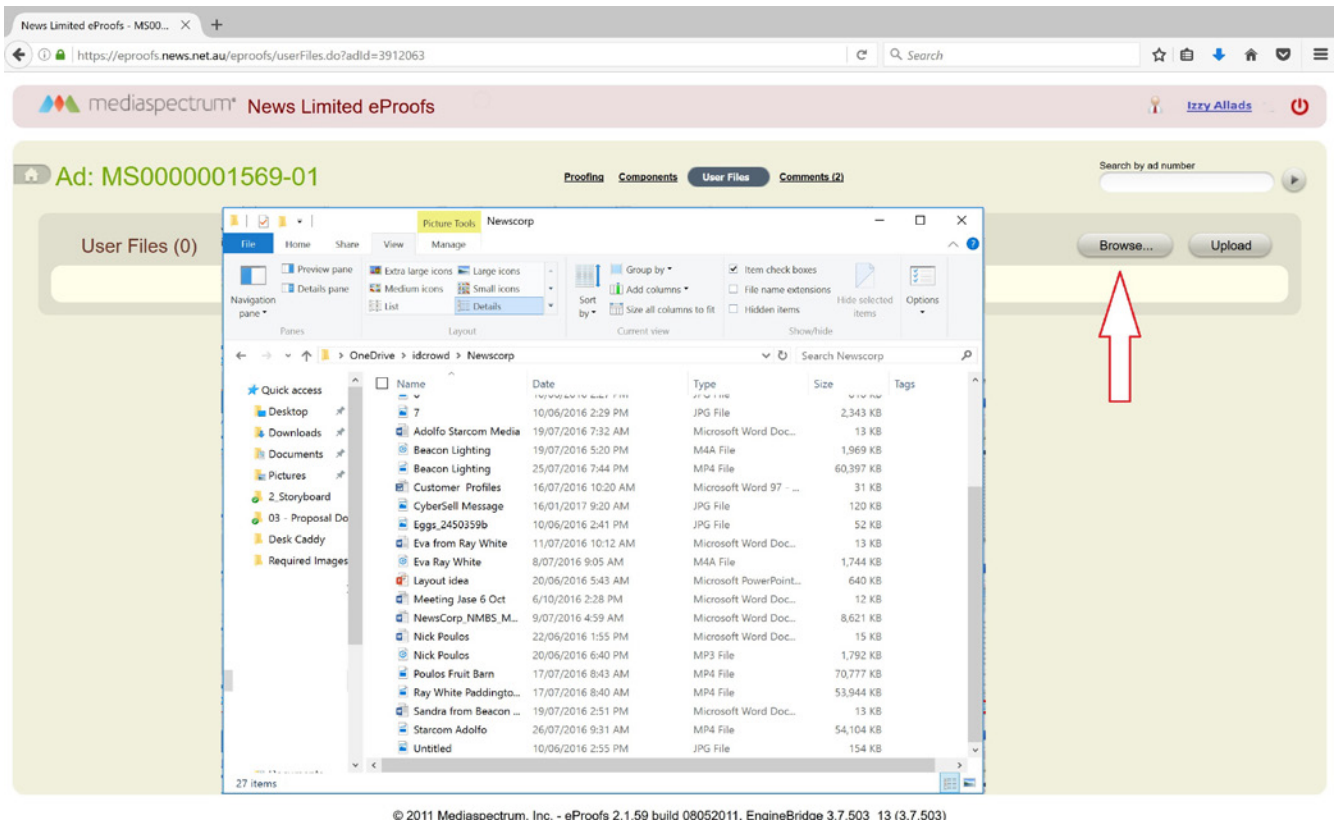 News Limited eProofs - MS00...
https://eproofs.news.net.au/eproofs/userFiles.do?adId=3912063
Search
mediaspectrum News Limited eProofs
Izzy Allads
Ad: MS0000001569-01
Proofing Components User Files Comments (2)
Search by ad number
User Files (0)
Browse... Upload
Picture Tools Newscorp
File Home Share View Manage
Preview pane
Details pane
Navigation pane
Panes
Extra large icons Large icons
Medium icons Small icons
List Details
Layout
Sort by
Group by
Add columns
Size all columns to fit
Current view
Item check boxes
File name extensions
Hidden items
Hide selected items
Show/hide
Options
> OneDrive > idcrowd > Newscorp
Search Newscorp
Quick access
Desktop
Downloads
Documents
Pictures
2_Storyboard
03 - Proposal Do
Desk Caddy
Required Images
Name Date Type Size Tags
7 10/06/2016 2:29 PM JPG File 2,343 KB
Adolfo Starcom Media 19/07/2016 7:32 AM Microsoft Word Doc... 13 KB
Beacon Lighting 19/07/2016 5:20 PM M4A File 1,969 KB
Beacon Lighting 25/07/2016 7:44 PM MP4 File 60,397 KB
Customer Profiles 16/07/2016 10:20 AM Microsoft Word 97 - ... 31 KB
CyberSell Message 16/01/2017 9:20 AM JPG File 120 KB
Eggs_2450359b 10/06/2016 2:41 PM JPG File 52 KB
Eva from Ray White 11/07/2016 10:12 AM Microsoft Word Doc... 13 KB
Eva Ray White 8/07/2016 9:05 AM M4A File 1,744 KB
Layout idea 20/06/2016 5:43 AM Microsoft PowerPoint... 640 KB
Meeting Jase 6 Oct 6/10/2016 2:28 PM Microsoft Word Doc... 12 KB
NewsCorp_NMBS_M... 9/07/2016 4:59 AM Microsoft Word Doc... 8,621 KB
Nick Poulos 22/06/2016 1:55 PM Microsoft Word Doc... 15 KB
Nick Poulos 20/06/2016 6:40 PM MP3 File 1,792 KB
Poulos Fruit Barn 17/07/2016 8:43 AM MP4 File 70,777 KB
Ray White Paddingto... 17/07/2016 8:40 AM MP4 File 53,944 KB
Sandra from Beacon ... 19/07/2016 2:51 PM Microsoft Word Doc... 13 KB
Starcom Adolfo 26/07/2016 9:31 AM MP4 File 54,104 KB
Untitled 10/06/2016 2:55 PM JPG File 154 KB
27 items
© 2011 Mediaspectrum, Inc. - eProofs 2.1.59 build 08052011, EngineBridge 3.7.503_13 (3.7.503)